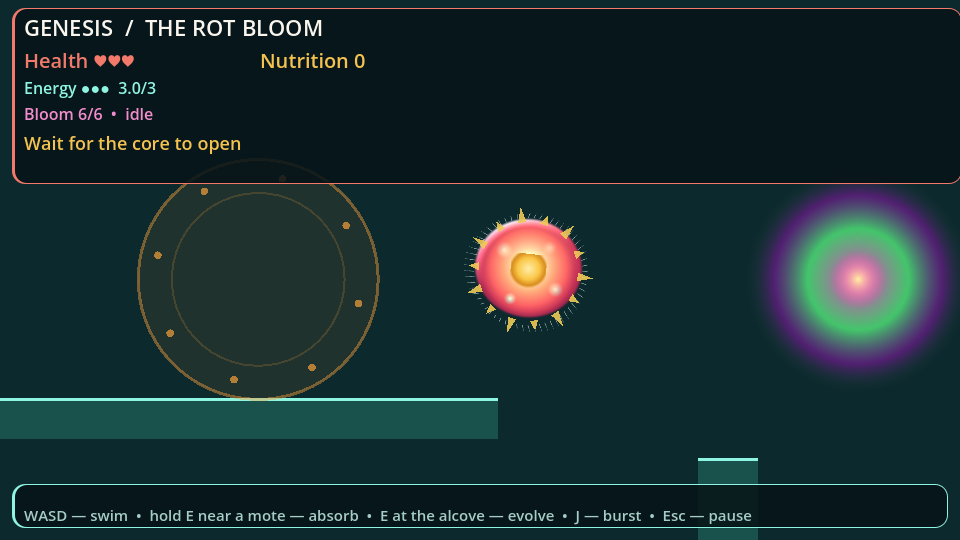 GENESIS / THE ROT BLOOM
Health ♥♥♥ Nutrition 0
Energy ●●● 3.0/3
Bloom 6/6 • idle
Wait for the core to open
WASD — swim • hold E near a mote — absorb • E at the alcove — evolve • J — burst • Esc — pause